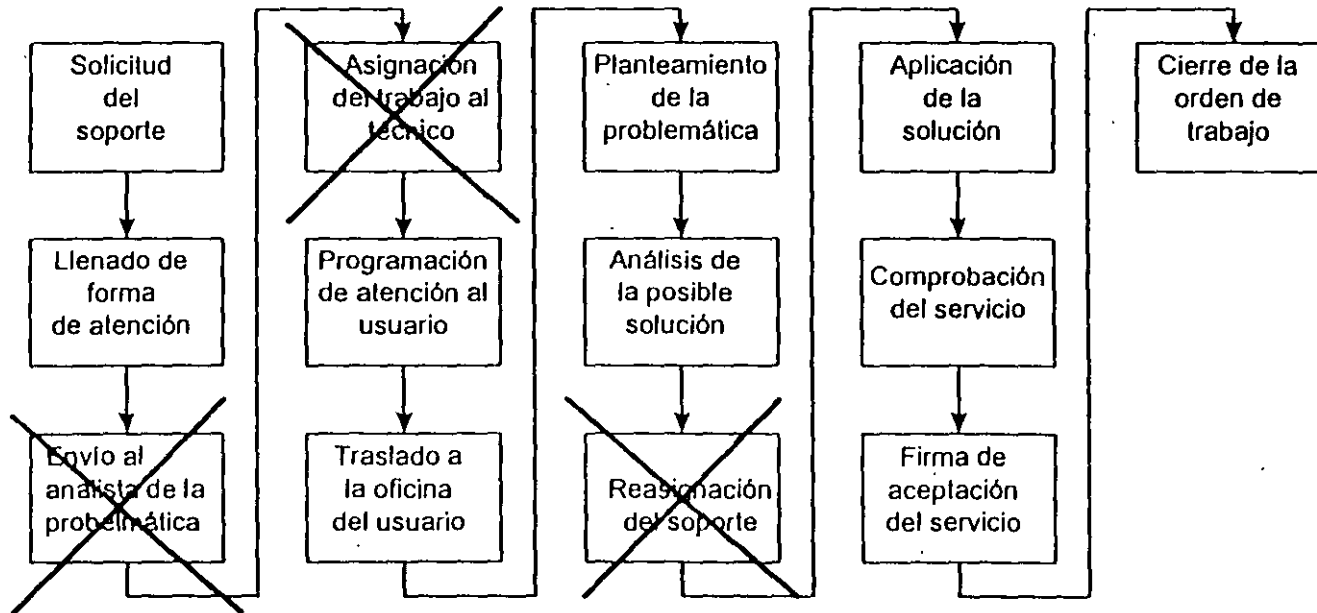 Solicitud
del
soporte
Llenado de
forma
de atención
Envío al
analista de la
probelmática
Asignación
del trabajo al
técnico
Programación
de atención al
usuario
Traslado a
la oficina
del usuario
Planteamiento
de la
problemática
Análisis de
la posible
solución
Reasignación
del soporte
Aplicación
de la
solución
Comprobación
del servicio
Firma de
aceptación
del servicio
Cierre de la
orden de
trabajo